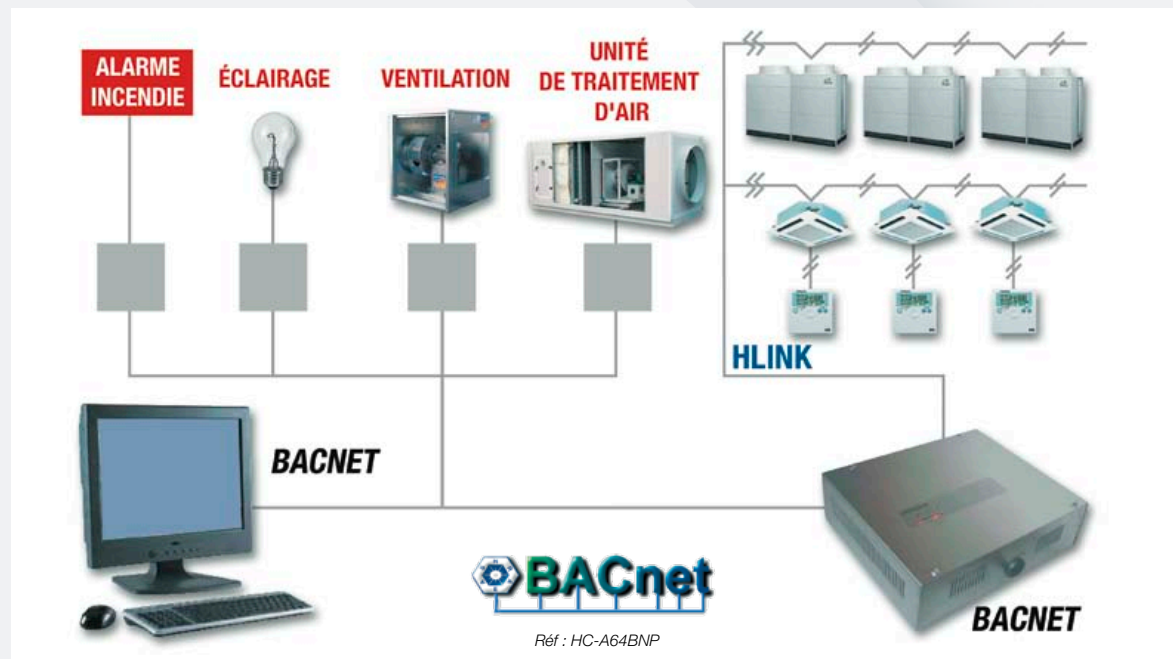 ALARME
INCENDIE
ÉCLAIRAGE
VENTILATION
UNITÉ
DE TRAITEMENT
D'AIR
HLINK
BACNET
BACnet
Réf : HC-A64BNP
BACNET